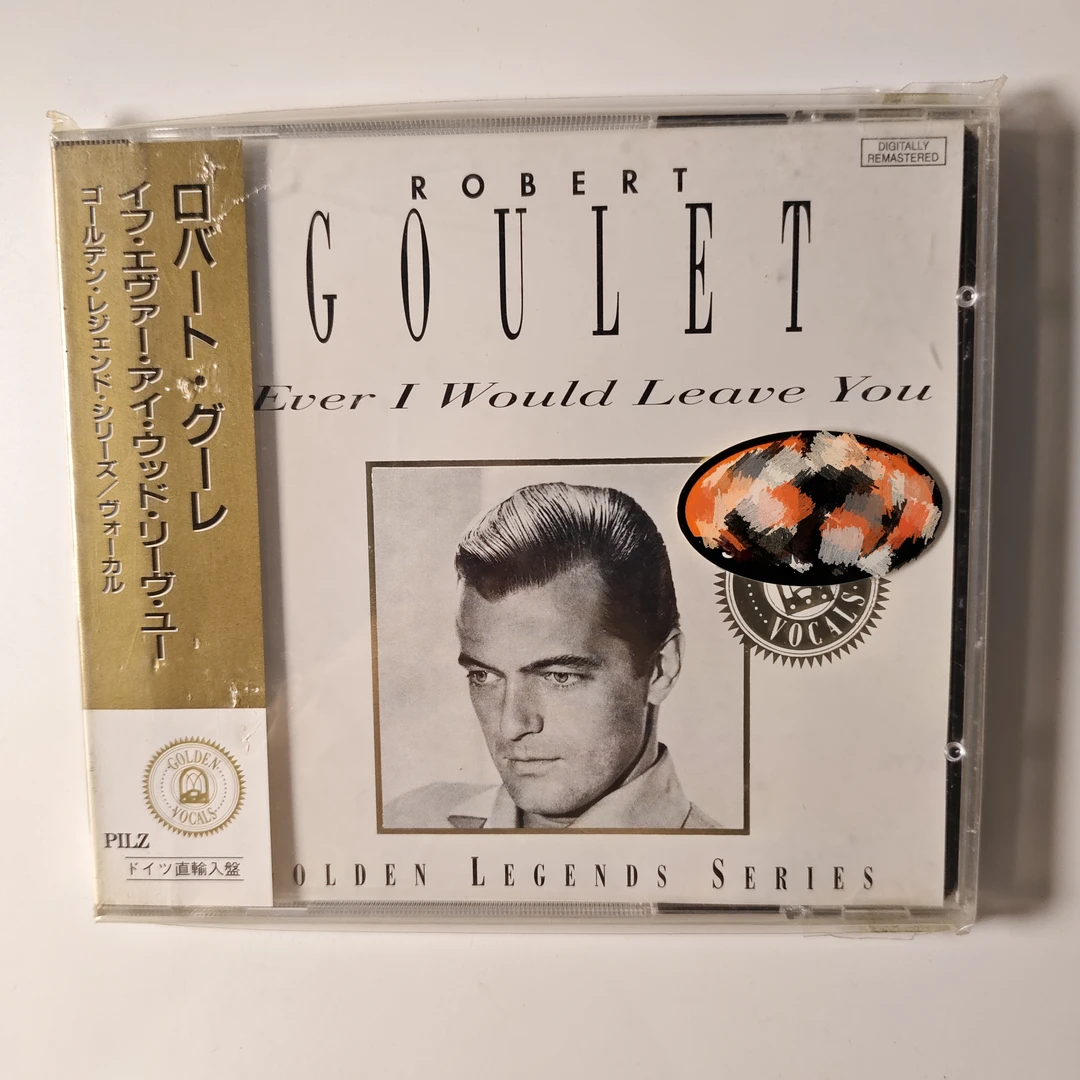 ロバート・グーレ
イフ・エヴァー・アイ・ウッド・リーヴ・ユー
ゴールデン・レジェンド・シリーズ／ヴォーカル
GOLDEN
VOCALS
PILZ
ドイツ直輸入盤
DIGITALLY
REMASTERED
ROBERT
GOULET
Ever I Would Leave You
VOCALS
OLDEN LEGENDS SERIES